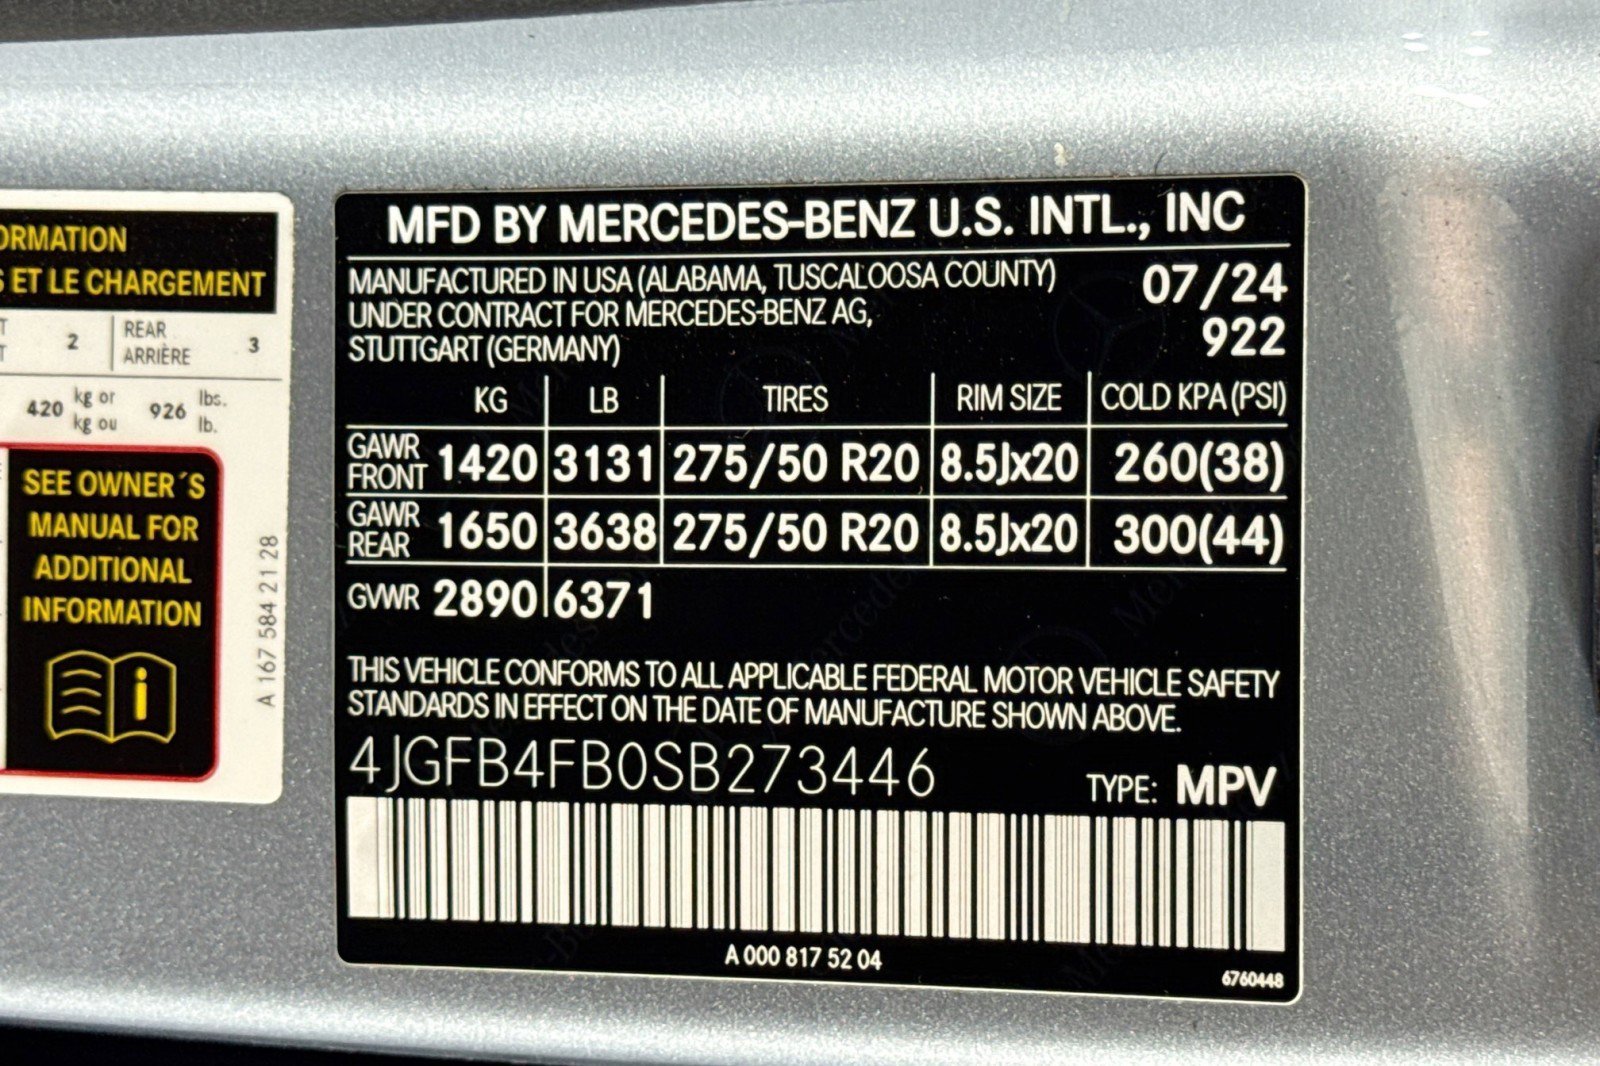 ORMATION
S ET LE CHARGEMENT
T 2 REAR 3
T ARRIÈRE
420 kg or 926 lbs.
kg ou lb.
SEE OWNER´S
MANUAL FOR
ADDITIONAL
INFORMATION
i
A 167 584 21 28
MFD BY MERCEDES-BENZ U.S. INTL., INC
MANUFACTURED IN USA (ALABAMA, TUSCALOOSA COUNTY) 07/24
UNDER CONTRACT FOR MERCEDES-BENZ AG, 922
STUTTGART (GERMANY)
KG LB TIRES RIM SIZE COLD KPA (PSI)
GAWR FRONT 1420 3131 275/50 R20 8.5Jx20 260(38)
GAWR REAR 1650 3638 275/50 R20 8.5Jx20 300(44)
GVWR 2890 6371
THIS VEHICLE CONFORMS TO ALL APPLICABLE FEDERAL MOTOR VEHICLE SAFETY
STANDARDS IN EFFECT ON THE DATE OF MANUFACTURE SHOWN ABOVE.
4JGFB4FB0SB273446 TYPE: MPV
A 000 817 52 04
6760448